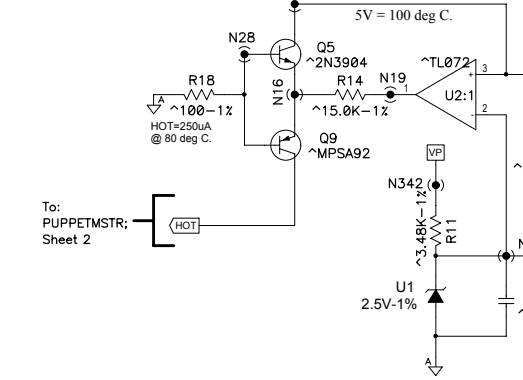 5V = 100 deg C.
N28
Q5
^2N3904
^TL072
R18
N16
R14
N19
1
3
+
U2:1
2
-
A
^100-1%
^15.0K-1%
HOT=250uA
@ 80 deg C.
Q9
^MPSA92
VP
N342
^3.48K-1%
R11
To:
PUPPETMSTR;
Sheet 2
HOT
U1
2.5V-1%
A